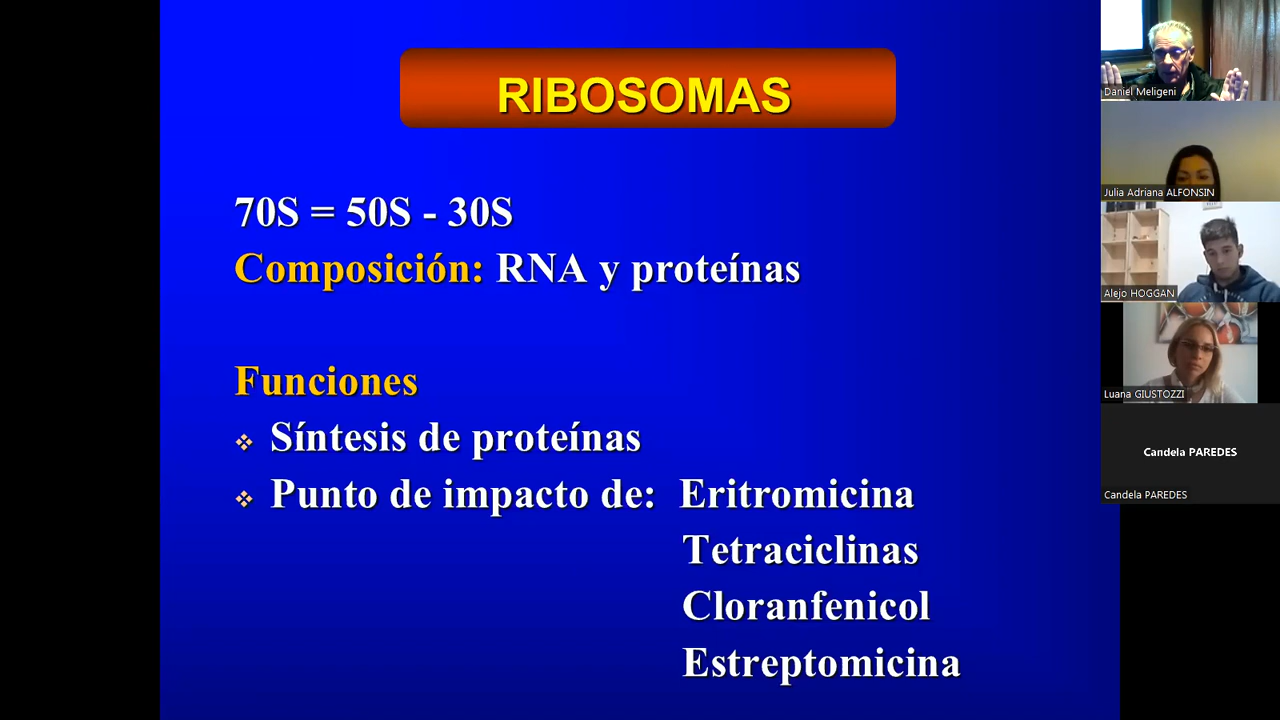 RIBOSOMAS
70S = 50S - 30S
Composición: RNA y proteínas
Funciones
❖ Síntesis de proteínas
❖ Punto de impacto de: Eritromicina
Tetraciclinas
Cloranfenicol
Estreptomicina
Daniel Meligeni
Julia Adriana ALFONSIN
Alejo HOGGAN
Luana GIUSTOZZI
Candela PAREDES
Candela PAREDES